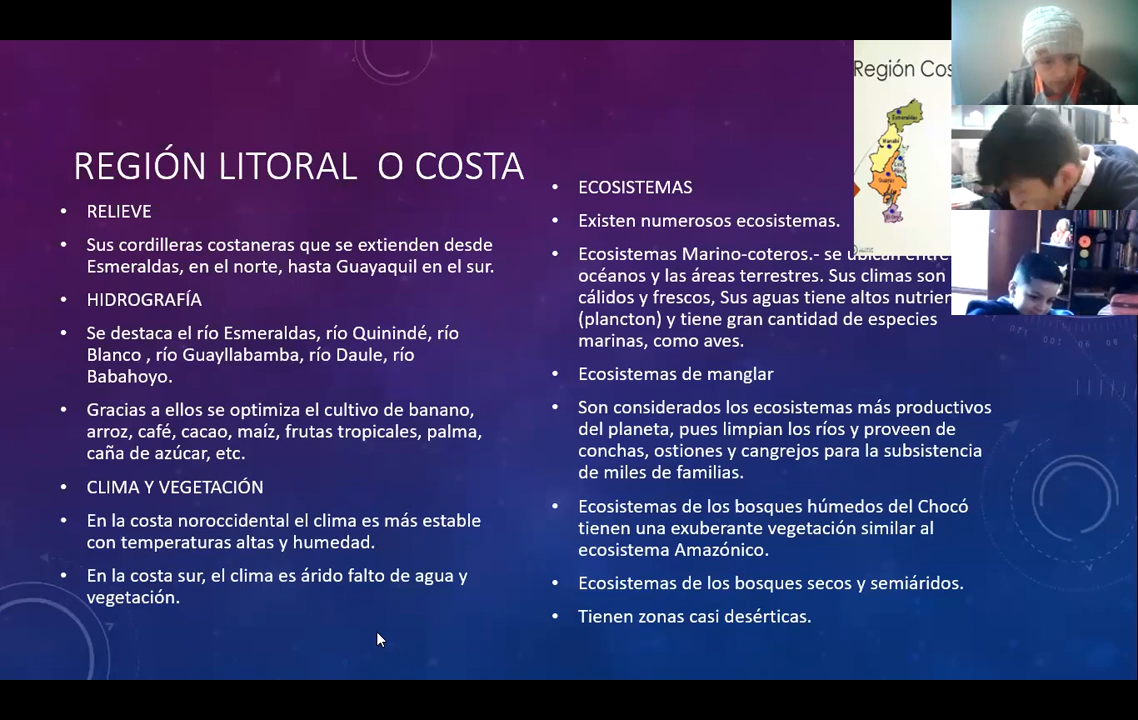 REGIÓN LITORAL O COSTA
RELIEVE
Sus cordilleras costaneras que se extienden desde
Esmeraldas, en el norte, hasta Guayaquil en el sur.
HIDROGRAFÍA
Se destaca el río Esmeraldas, río Quinindé, río
Blanco , río Guayllabamba, río Daule, río
Babahoyo.
Gracias a ellos se optimiza el cultivo de banano,
arroz, café, cacao, maíz, frutas tropicales, palma,
caña de azúcar, etc.
CLIMA Y VEGETACIÓN
En la costa noroccidental el clima es más estable
con temperaturas altas y humedad.
En la costa sur, el clima es árido falto de agua y
vegetación.
ECOSISTEMAS
Existen numerosos ecosistemas.
Ecosistemas Marino-coteros.- se ubican entre
océanos y las áreas terrestres. Sus climas son
cálidos y frescos, Sus aguas tiene altos nutrien
(plancton) y tiene gran cantidad de especies
marinas, como aves.
Ecosistemas de manglar
Son considerados los ecosistemas más productivos
del planeta, pues limpian los ríos y proveen de
conchas, ostiones y cangrejos para la subsistencia
de miles de familias.
Ecosistemas de los bosques húmedos del Chocó
tienen una exuberante vegetación similar al
ecosistema Amazónico.
Ecosistemas de los bosques secos y semiáridos.
Tienen zonas casi desérticas.
Región Cos
Esmeraldas
Manabí